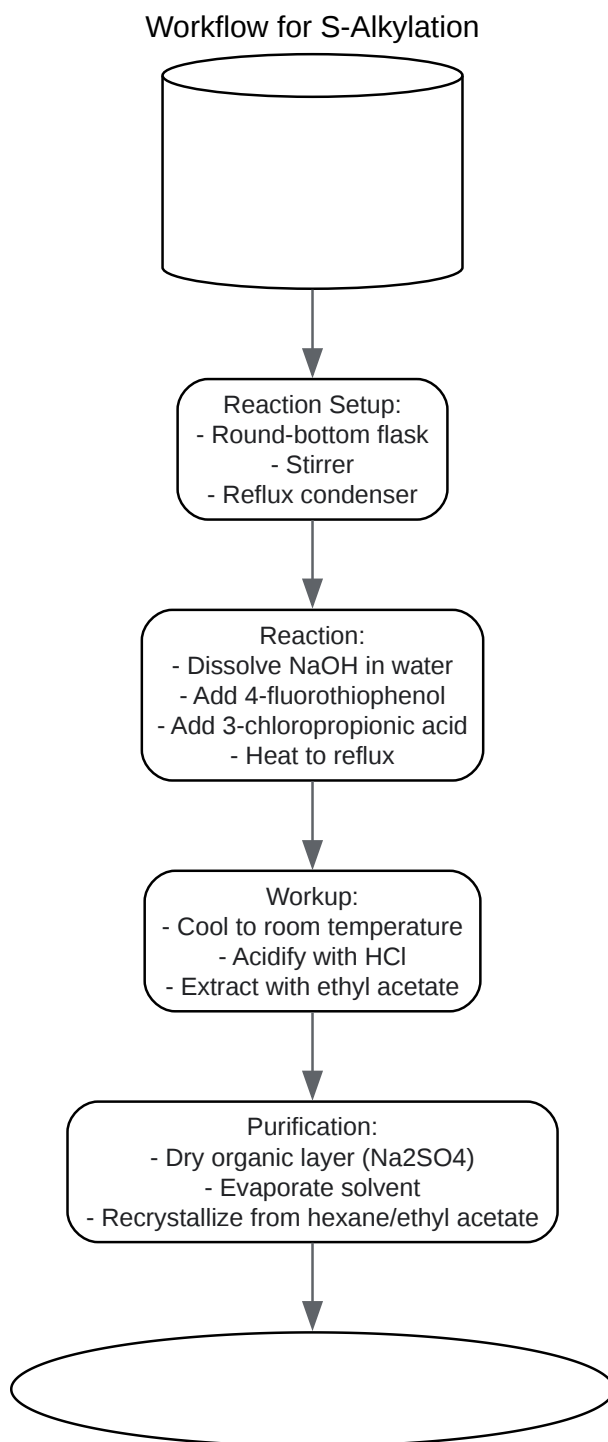 Workflow for S-Alkylation
Reaction Setup:
- Round-bottom flask
- Stirrer
- Reflux condenser
Reaction:
- Dissolve NaOH in water
- Add 4-fluorothiophenol
- Add 3-chloropropionic acid
- Heat to reflux
Workup:
- Cool to room temperature
- Acidify with HCl
- Extract with ethyl acetate
Purification:
- Dry organic layer (Na2SO4)
- Evaporate solvent
- Recrystallize from hexane/ethyl acetate